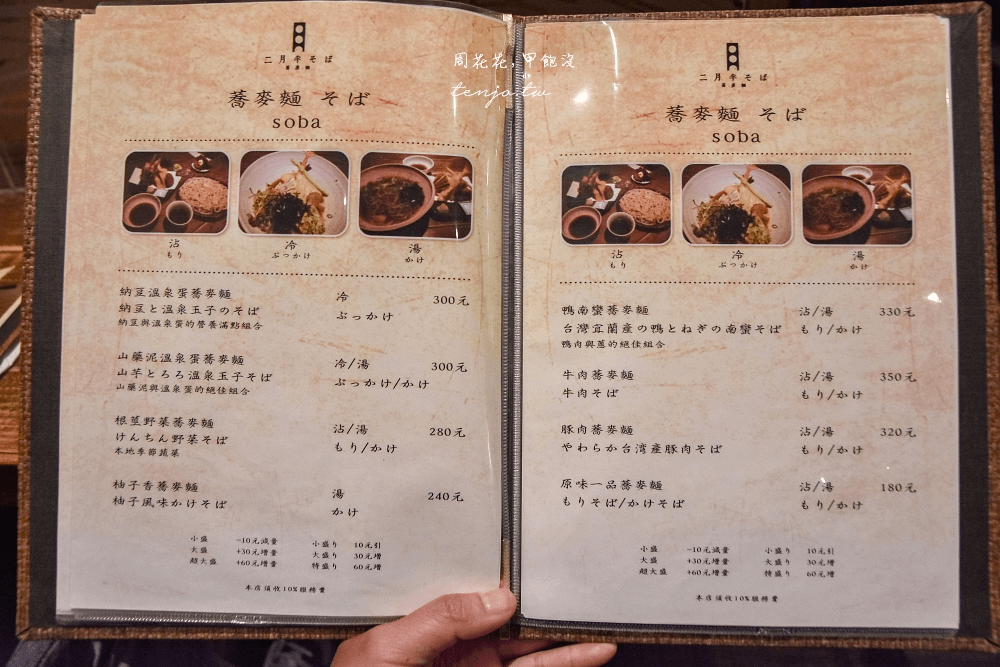 二月半そば
蕎麥麵
蕎麥麵 そば
soba
沾
もり
冷
ぶっかけ
湯
かけ
納豆溫泉蛋蕎麥麵 冷 300元
納豆と温泉玉子のそば ぶっかけ
納豆與溫泉蛋的營養滿點組合
山藥泥溫泉蛋蕎麥麵 冷/湯 300元
山芋とろろ温泉玉子そば ぶっかけ/かけ
山藥泥與溫泉蛋的絕佳組合
根莖野菜蕎麥麵 沾/湯 280元
けんちん野菜そば もり/かけ
本地季節蔬菜
柚子香蕎麥麵 湯 240元
柚子風味かけそば かけ
小盛 -10元減量 小盛り 10元引
大盛 +30元增量 大盛り 30元增
超大盛 +60元增量 特盛り 60元增
本店須收10%服務費
周花花,甲飽沒
tenjo.tw
二月半そば
蕎麥麵
蕎麥麵 そば
soba
沾
もり
冷
ぶっかけ
湯
かけ
鴨南蠻蕎麥麵 沾/湯 330元
台灣宜蘭産の鴨とねぎの南蠻そば もり/かけ
鴨肉與蔥的絕佳組合
牛肉蕎麥麵 沾/湯 350元
牛肉そば もり/かけ
豚肉蕎麥麵 沾/湯 320元
やわらか台湾産豚肉そば もり/かけ
原味一品蕎麥麵 沾/湯 180元
もりそば/かけそば もり/かけ
小盛 -10元減量 小盛り 10元引
大盛 +30元增量 大盛り 30元增
超大盛 +60元增量 特盛り 60元增
本店須收10%服務費